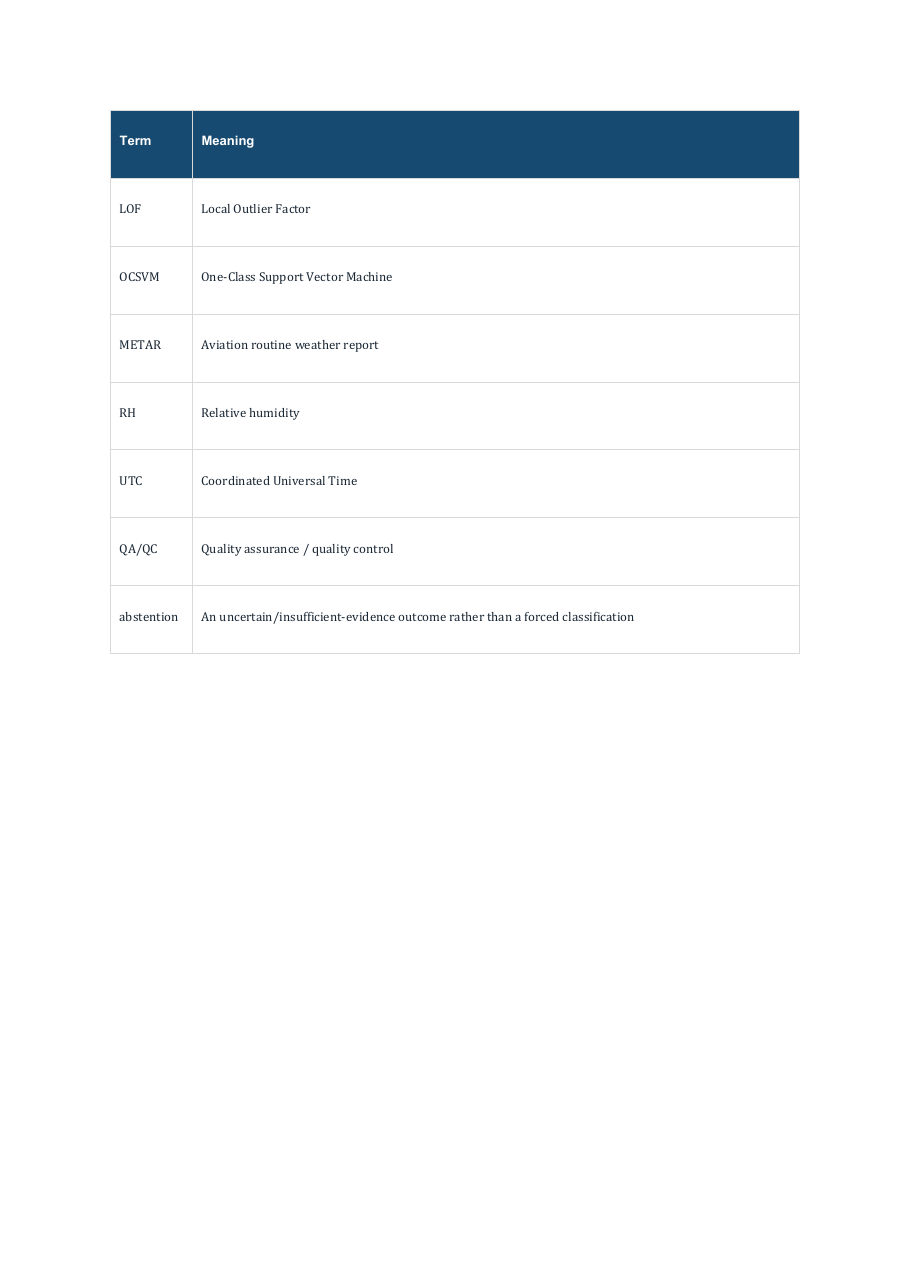 Term Meaning
LOF Local Outlier Factor
OCSVM One-Class Support Vector Machine
METAR Aviation routine weather report
RH Relative humidity
UTC Coordinated Universal Time
QA/QC Quality assurance / quality control
abstention An uncertain/insufficient-evidence outcome rather than a forced classification